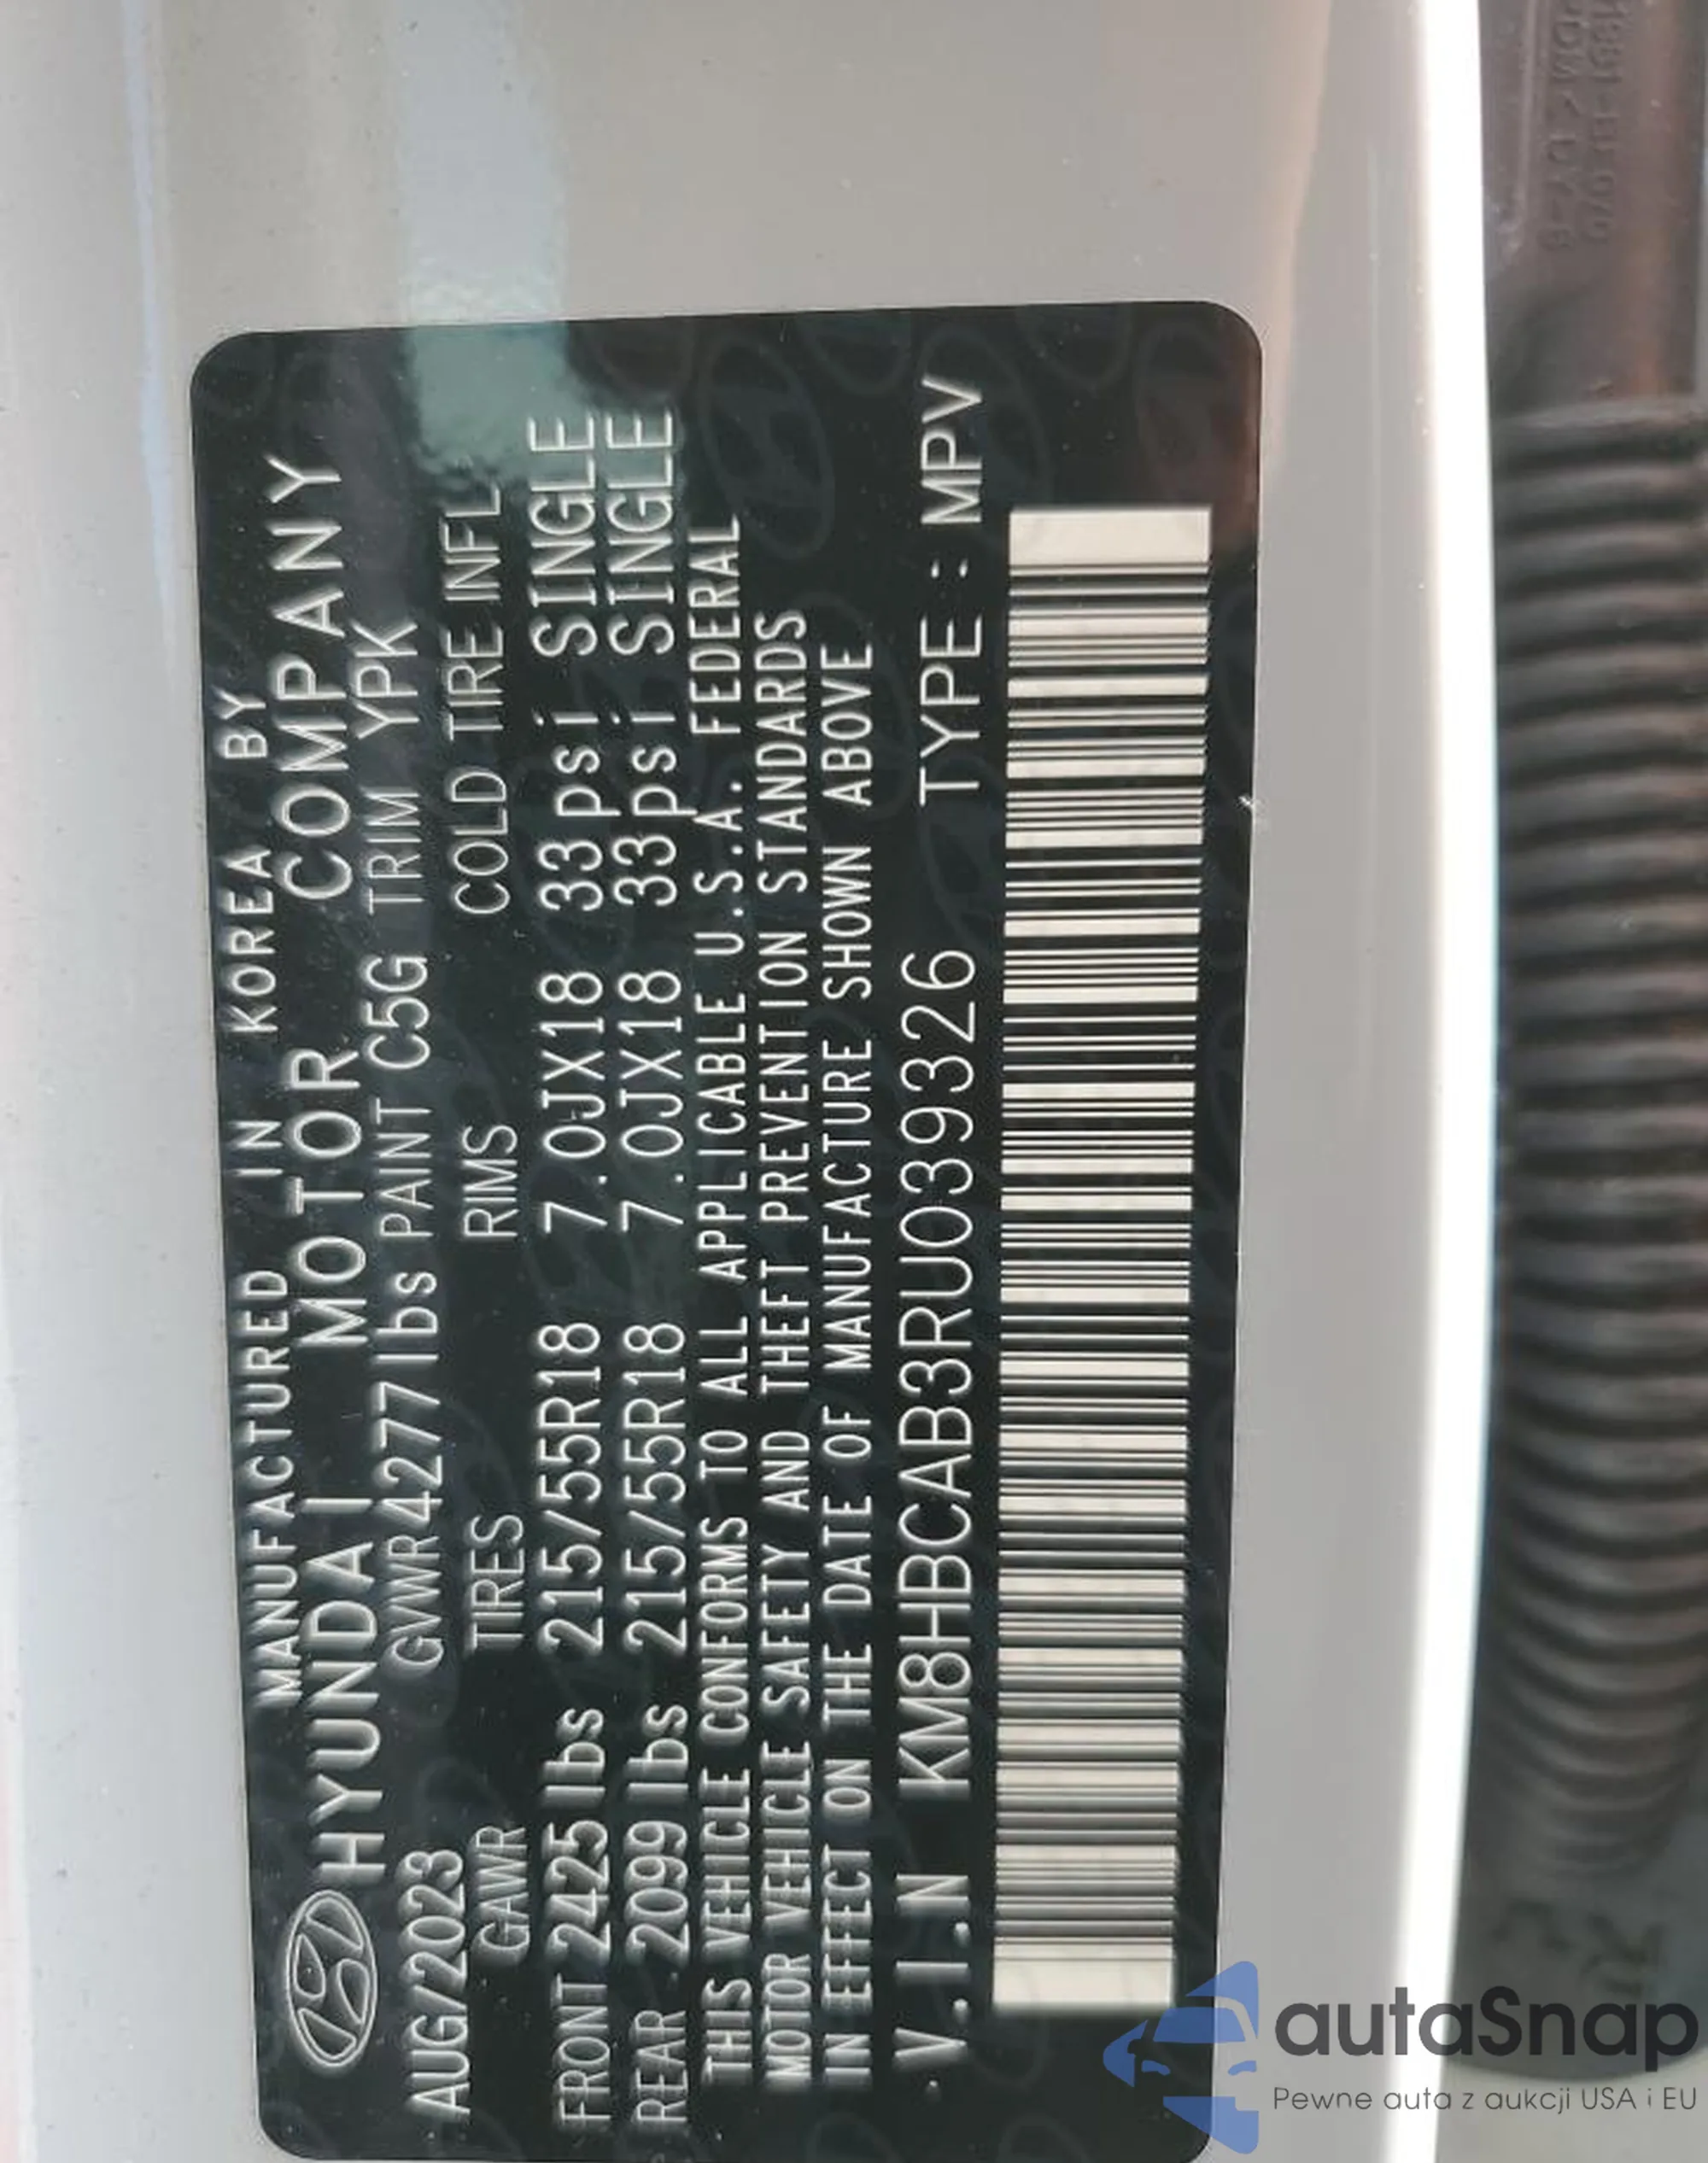 MANUFACTURED IN KOREA BY
HYUNDAI MOTOR COMPANY
AUG/2023 GVWR 4277 lbs PAINT C5G TRIM YPK
GAWR TIRES RIMS COLD TIRE INFL
FRONT 2425 lbs 215/55R18 7.0JX18 33 psi SINGLE
REAR 2099 lbs 215/55R18 7.0JX18 33 psi SINGLE
THIS VEHICLE CONFORMS TO ALL APPLICABLE U.S.A. FEDERAL
MOTOR VEHICLE SAFETY AND THEFT PREVENTION STANDARDS
IN EFFECT ON THE DATE OF MANUFACTURE SHOWN ABOVE
V.I.N KM8HBCAB3RU039326 TYPE : MPV
autaSnap
Pewne auta z aukcji USA i EU